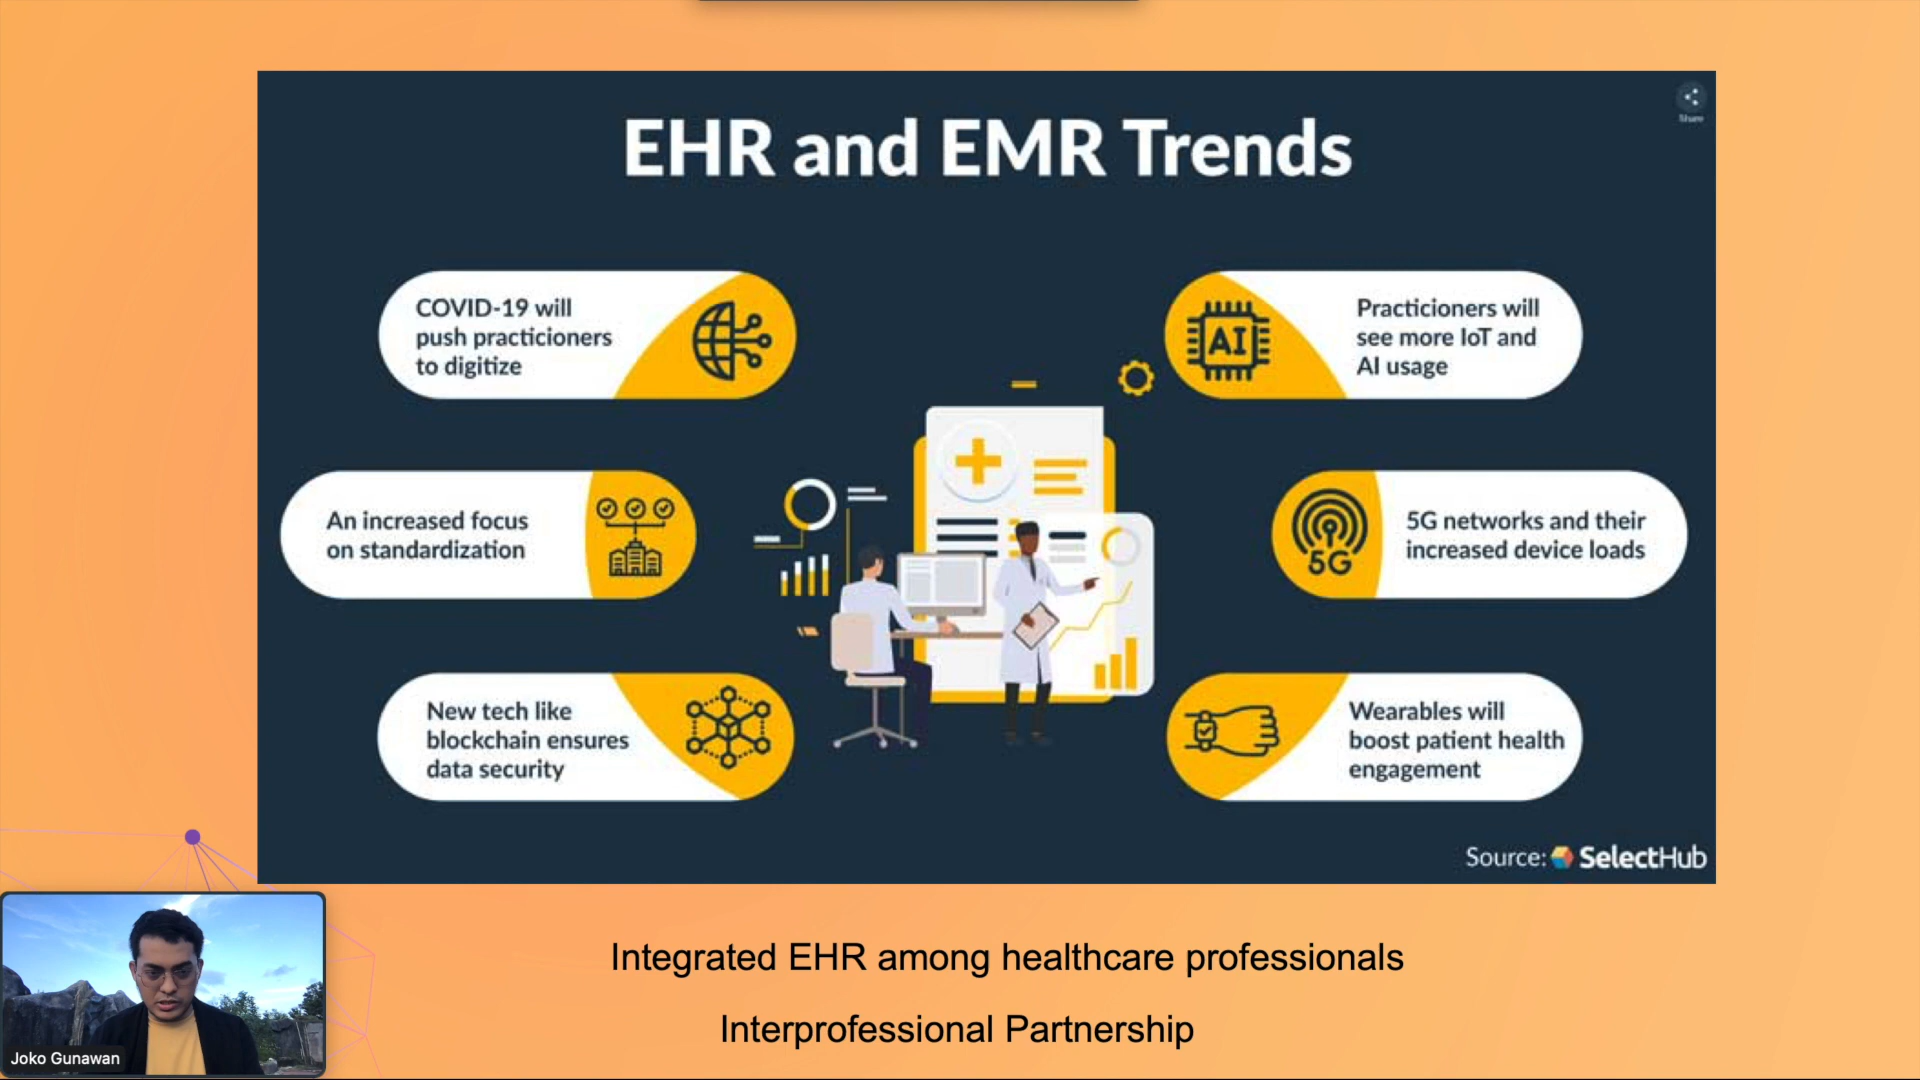 Share
EHR and EMR Trends
COVID-19 will
push practicioners
to digitize
AI
Practicioners will
see more IoT and
AI usage
An increased focus
on standardization
5G
5G networks and their
increased device loads
New tech like
blockchain ensures
data security
Wearables will
boost patient health
engagement
Source: SelectHub
Integrated EHR among healthcare professionals
Interprofessional Partnership
Joko Gunawan